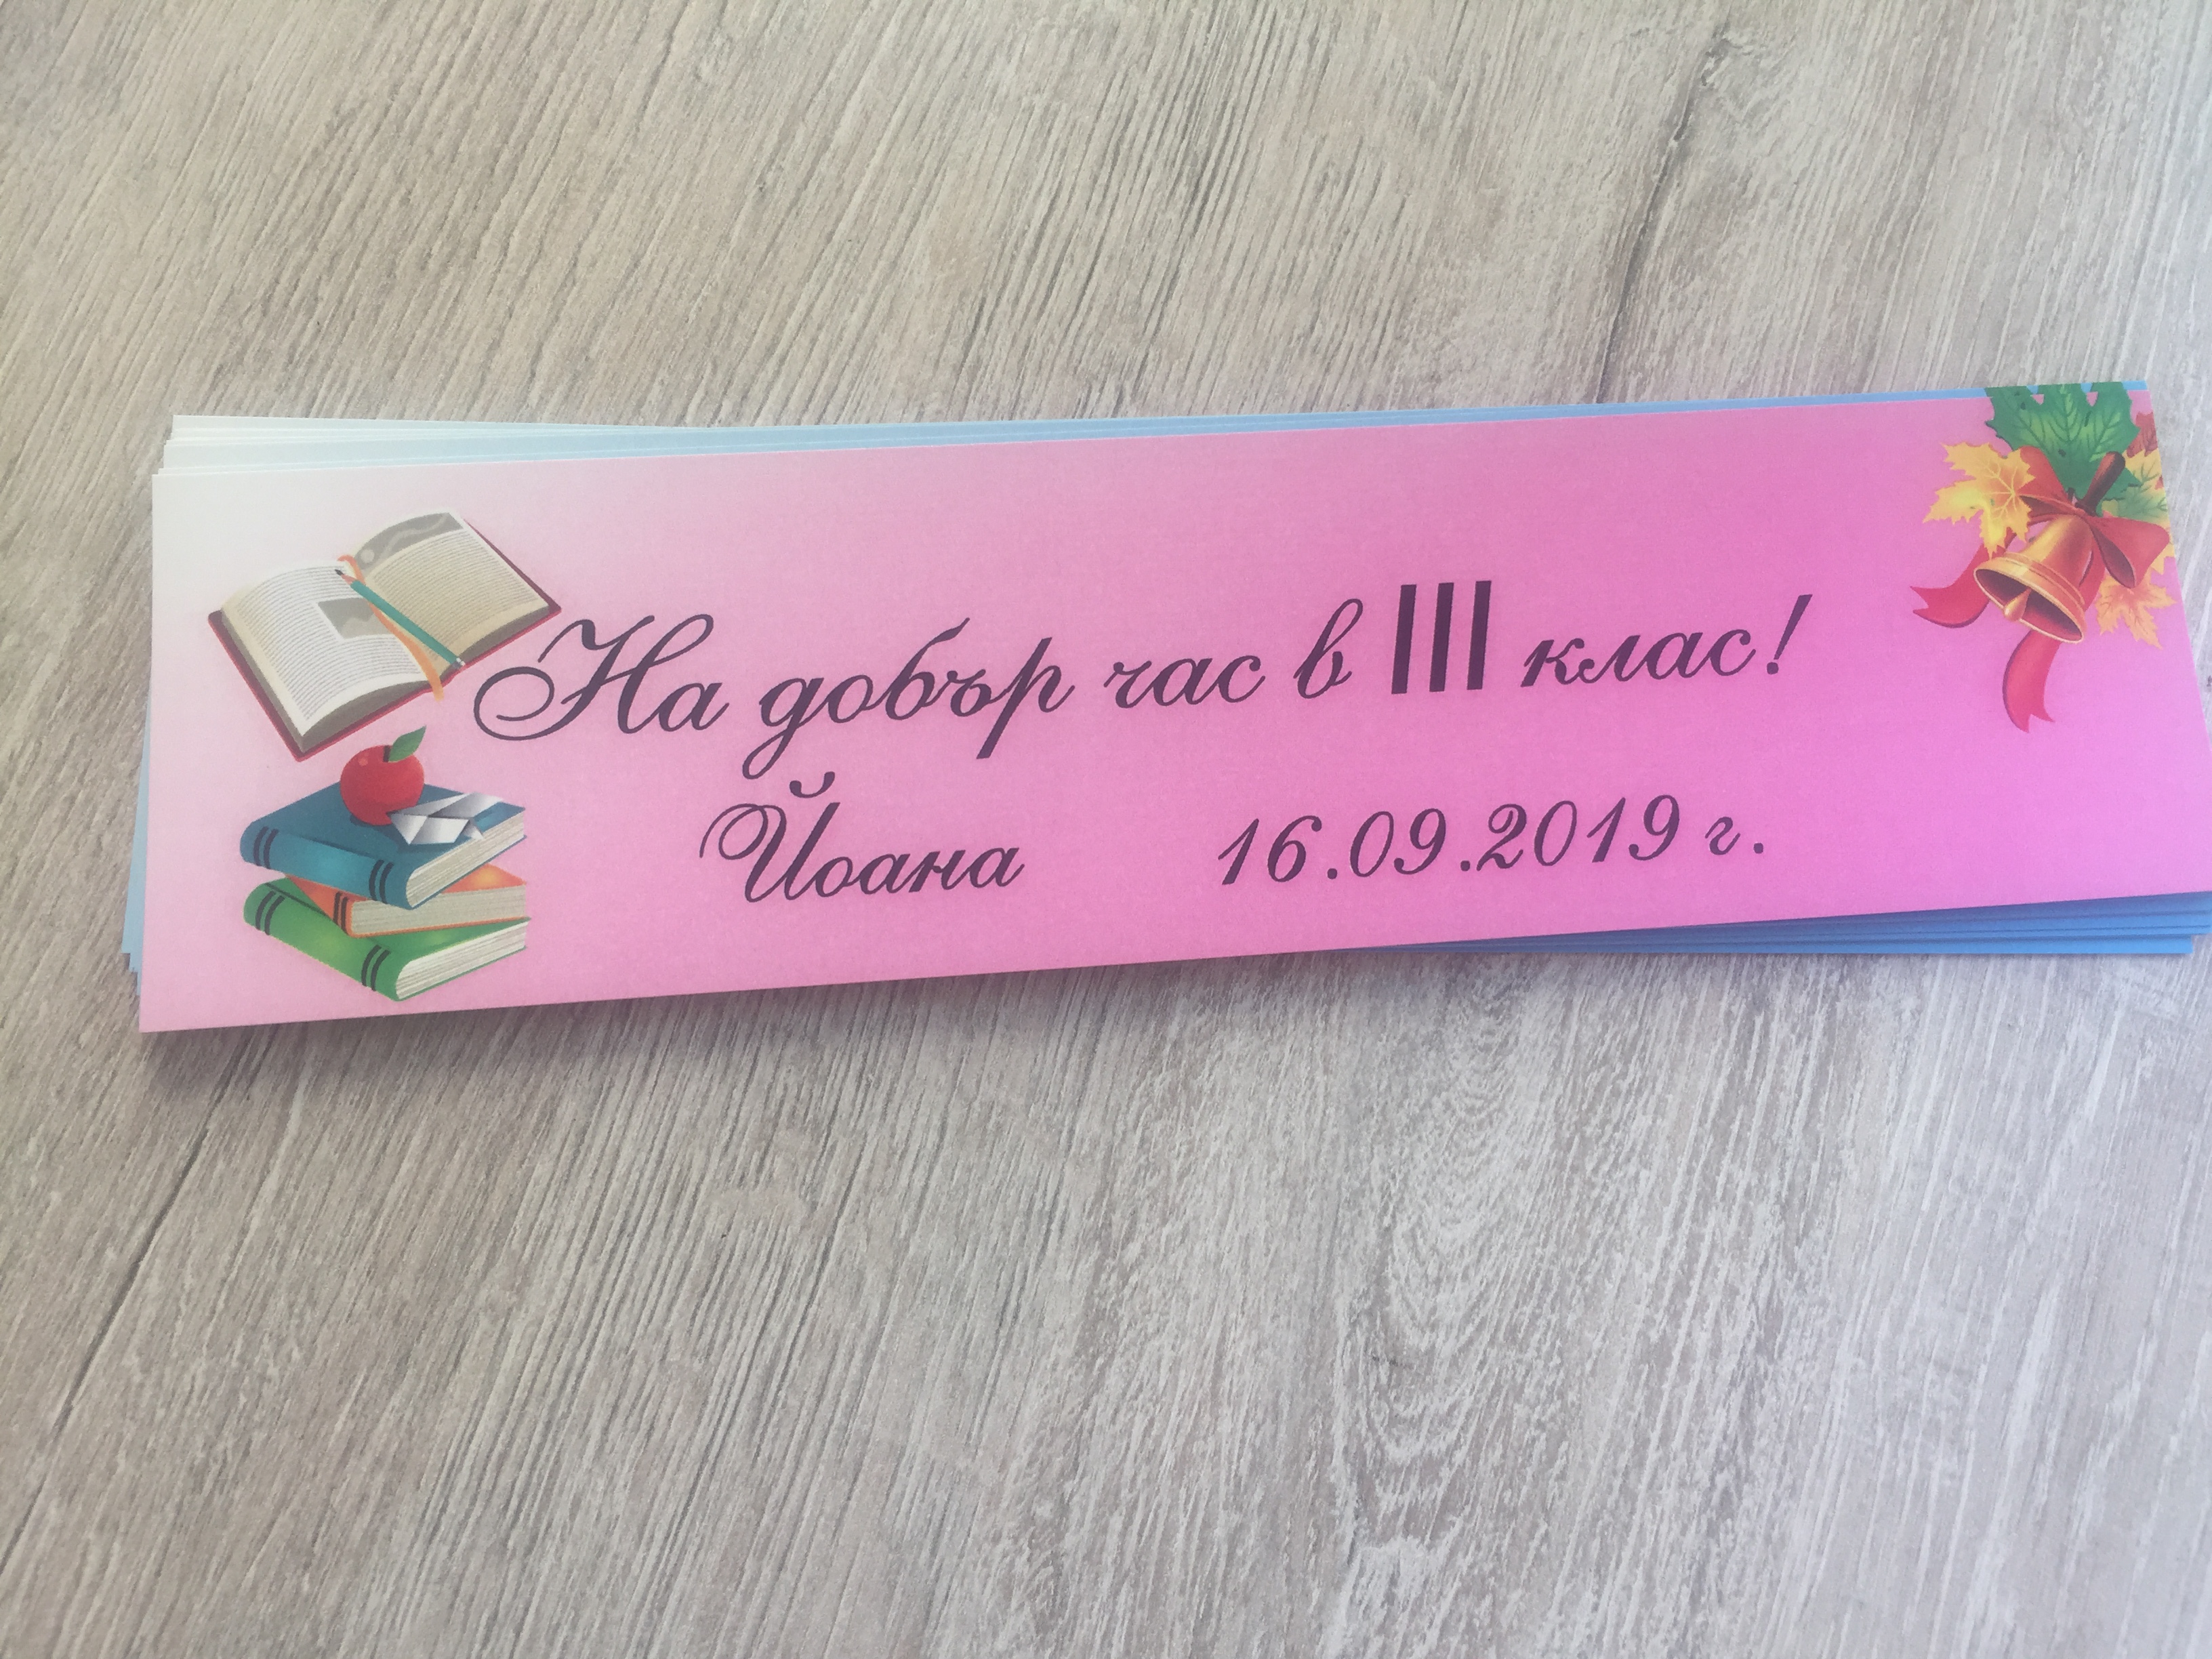 На добър час в III клас!
Йоана 16.09.2019 г.